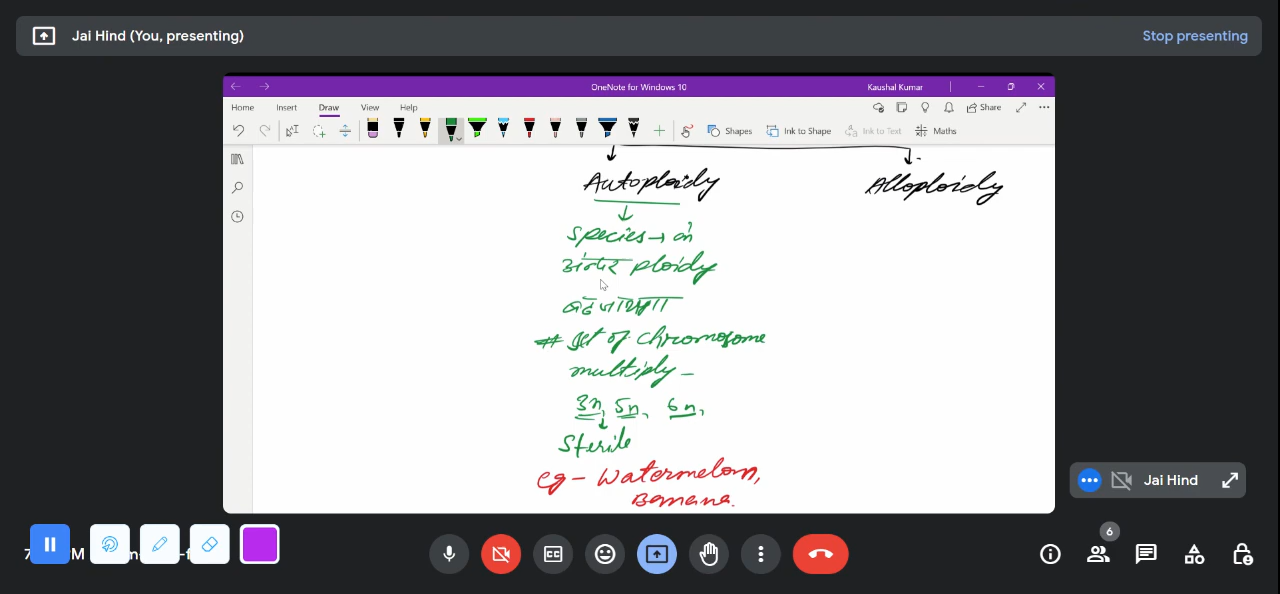 Jai Hind (You, presenting)
Stop presenting
OneNote for Windows 10
Kaushal Kumar
Home Insert Draw View Help
Share
Shapes Ink to Shape Ink to Text Maths
Autoploidy
Alloploidy
Species → के
अंदर ploidy
बढ़ जायेगा
# Set of chromosome
multiply –
3n, 5n, 6n,
Sterile
eg – Watermelon,
Banana.
Jai Hind
6
CC